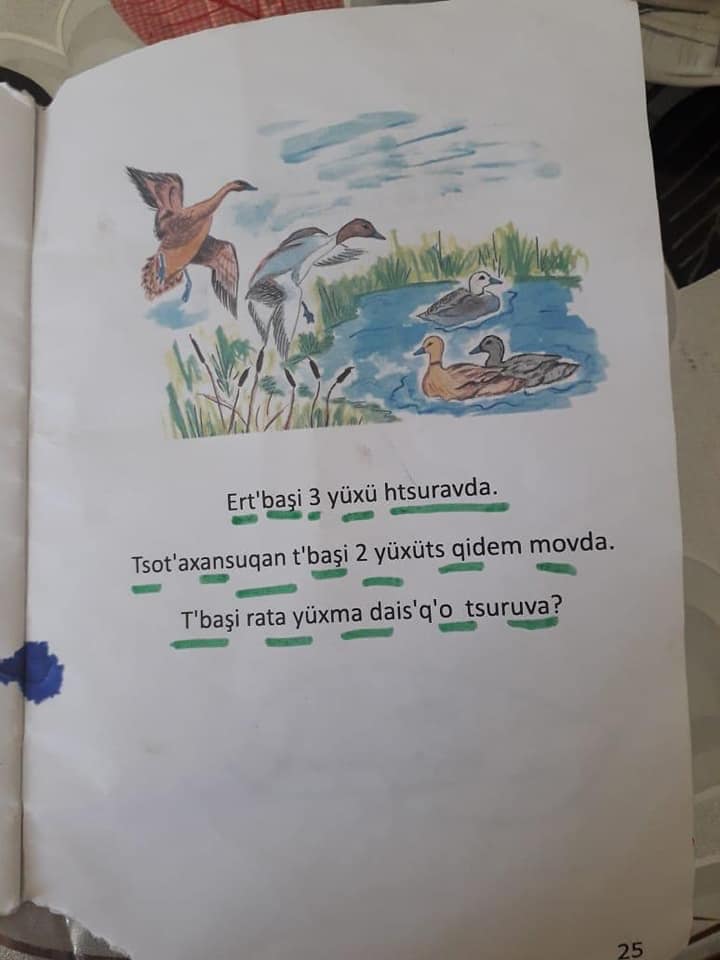 Ert'başi 3 yüxü htsuravda.
Tsot'axansuqan t'başi 2 yüxüts qidem movda.
T'başi rata yüxma dais'q'o tsuruva?
25